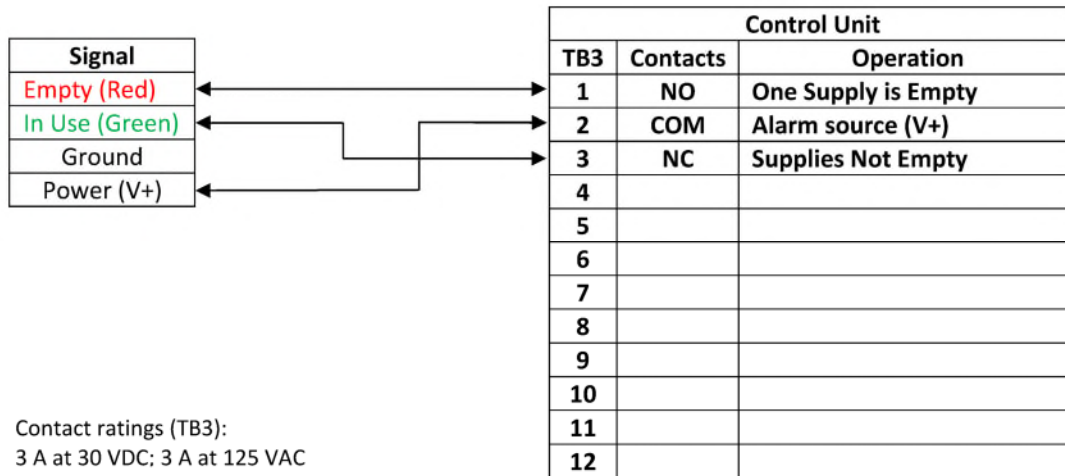 Signal
Empty (Red)
In Use (Green)
Ground
Power (V+)
Control Unit
TB3 Contacts Operation
1 NO One Supply is Empty
2 COM Alarm source (V+)
3 NC Supplies Not Empty
4
5
6
7
8
9
10
11
12
Contact ratings (TB3):
3 A at 30 VDC; 3 A at 125 VAC